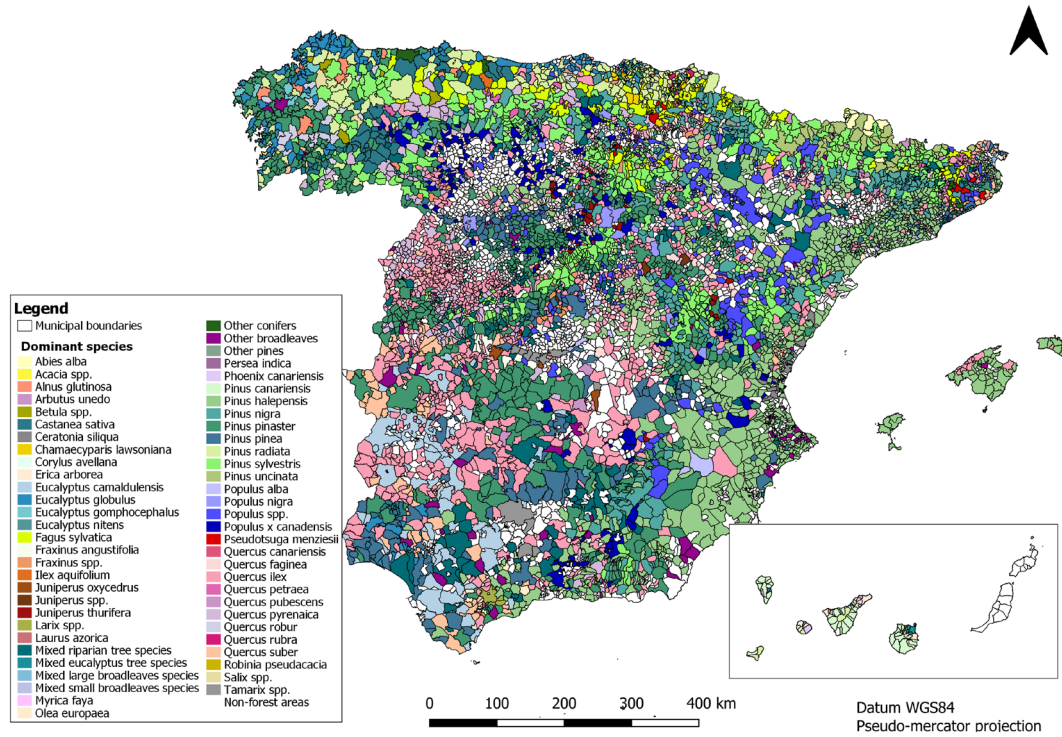 Legend
Municipal boundaries
Dominant species
Abies alba
Acacia spp.
Alnus glutinosa
Arbutus unedo
Betula spp.
Castanea sativa
Ceratonia siliqua
Chamaecyparis lawsoniana
Corylus avellana
Erica arborea
Eucalyptus camaldulensis
Eucalyptus globulus
Eucalyptus gomphocephalus
Eucalyptus nitens
Fagus sylvatica
Fraxinus angustifolia
Fraxinus spp.
Ilex aquifolium
Juniperus oxycedrus
Juniperus spp.
Juniperus thurifera
Larix spp.
Laurus azorica
Mixed riparian tree species
Mixed eucalyptus tree species
Mixed large broadleaves species
Mixed small broadleaves species
Myrica faya
Olea europaea
Other conifers
Other broadleaves
Other pines
Persea indica
Phoenix canariensis
Pinus canariensis
Pinus halepensis
Pinus nigra
Pinus pinaster
Pinus pinea
Pinus radiata
Pinus sylvestris
Pinus uncinata
Populus alba
Populus nigra
Populus spp.
Populus x canadensis
Pseudotsuga menziesii
Quercus canariensis
Quercus faginea
Quercus ilex
Quercus petraea
Quercus pubescens
Quercus pyrenaica
Quercus robur
Quercus rubra
Quercus suber
Robinia pseudacacia
Salix spp.
Tamarix spp.
Non-forest areas
0 100 200 300 400 km
Datum WGS84
Pseudo-mercator projection